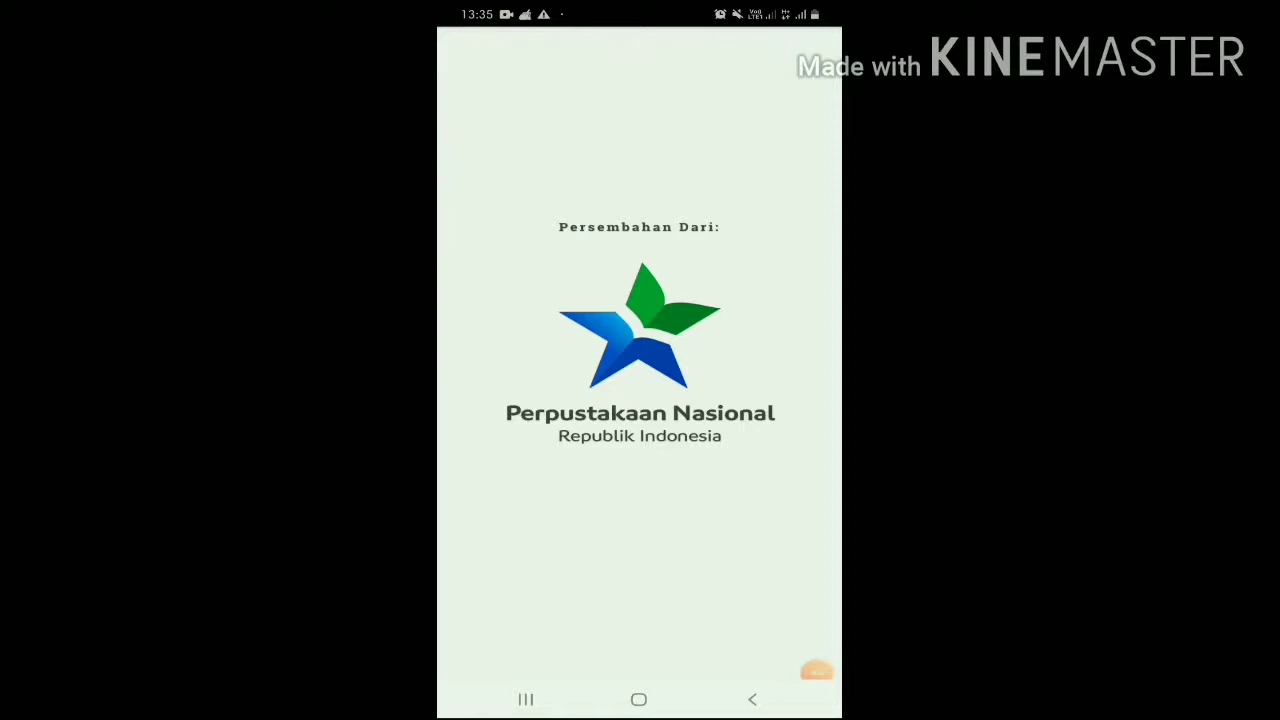 13:35
Made with KINEMASTER
Persembahan Dari:
Perpustakaan Nasional
Republik Indonesia